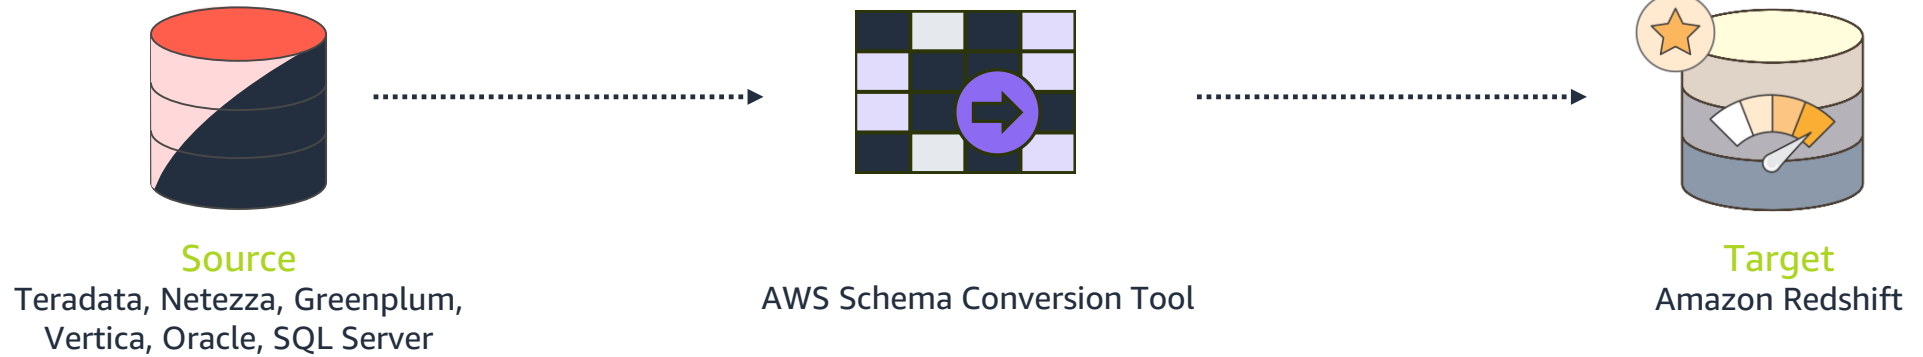 Source
Teradata, Netezza, Greenplum,
Vertica, Oracle, SQL Server
AWS Schema Conversion Tool
Target
Amazon Redshift